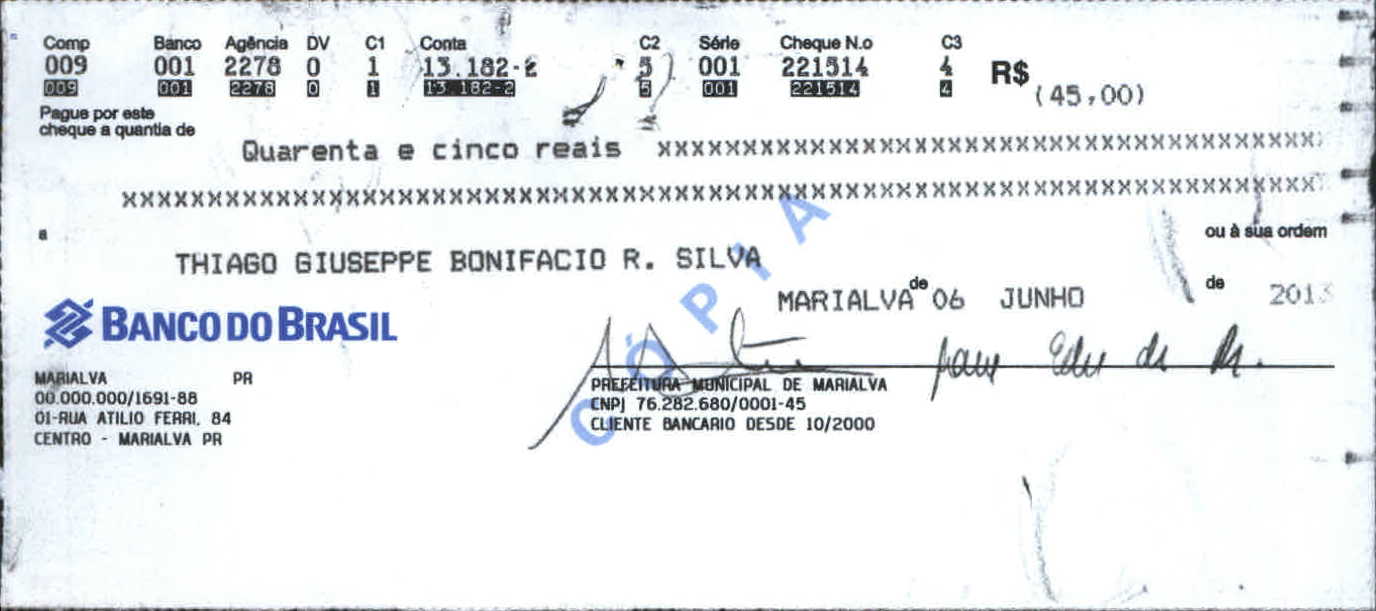 Comp Banco Agência DV C1 Conta C2 Série Cheque N.o C3
009 001 2278 0 1 13.182-2 5 001 221514 4 R$ (45,00)
009 001 2278 0 1 13.182-2 5 001 221514 4
Pague por este
cheque a quantia de
Quarenta e cinco reais xxxxxxxxxxxxxxxxxxxxxxxxxxxxxxxxxxxxxxx
xxxxxxxxxxxxxxxxxxxxxxxxxxxxxxxxxxxxxxxxxxxxxxxxxxxxxxxxxxxxxxxxxxxxx
a
ou à sua ordem
THIAGO GIUSEPPE BONIFACIO R. SILVA
MARIALVA de 06 JUNHO de 2013
BANCO DO BRASIL
CÓPIA
MARIALVA PR
00.000.000/1691-88
01-RUA ATILIO FERRI, 84
CENTRO - MARIALVA PR
PREFEITURA MUNICIPAL DE MARIALVA
CNPJ 76.282.680/0001-45
CLIENTE BANCARIO DESDE 10/2000